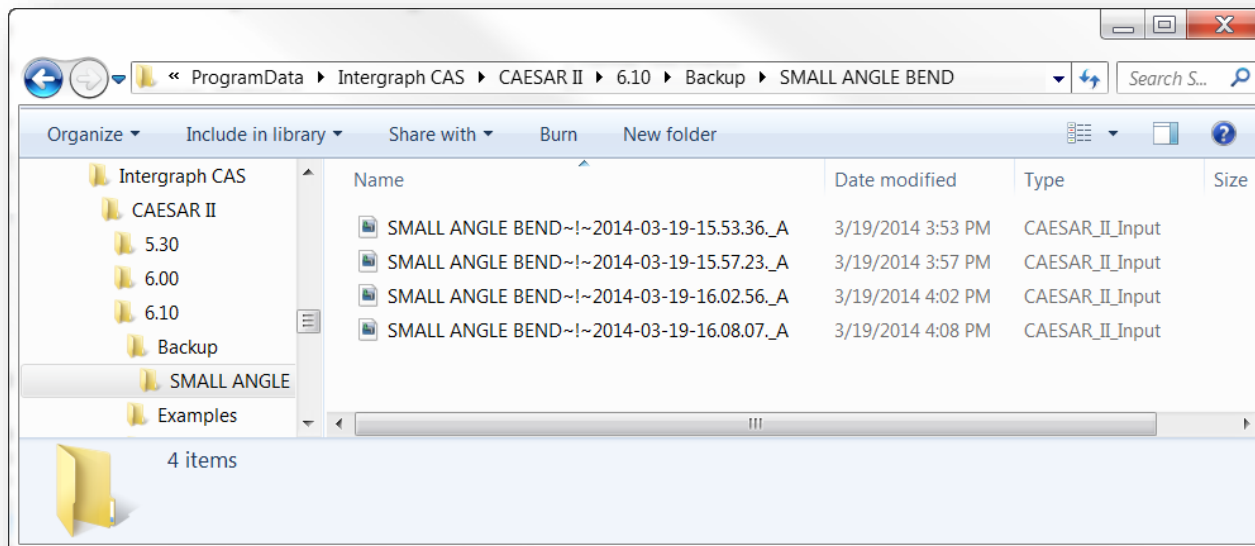 « ProgramData ▸ Intergraph CAS ▸ CAESAR II ▸ 6.10 ▸ Backup ▸ SMALL ANGLE BEND
Search S...
Organize Include in library Share with Burn New folder
Intergraph CAS
CAESAR II
5.30
6.00
6.10
Backup
SMALL ANGLE
Examples
Name Date modified Type Size
SMALL ANGLE BEND~!~2014-03-19-15.53.36._A 3/19/2014 3:53 PM CAESAR_II_Input
SMALL ANGLE BEND~!~2014-03-19-15.57.23._A 3/19/2014 3:57 PM CAESAR_II_Input
SMALL ANGLE BEND~!~2014-03-19-16.02.56._A 3/19/2014 4:02 PM CAESAR_II_Input
SMALL ANGLE BEND~!~2014-03-19-16.08.07._A 3/19/2014 4:08 PM CAESAR_II_Input
4 items